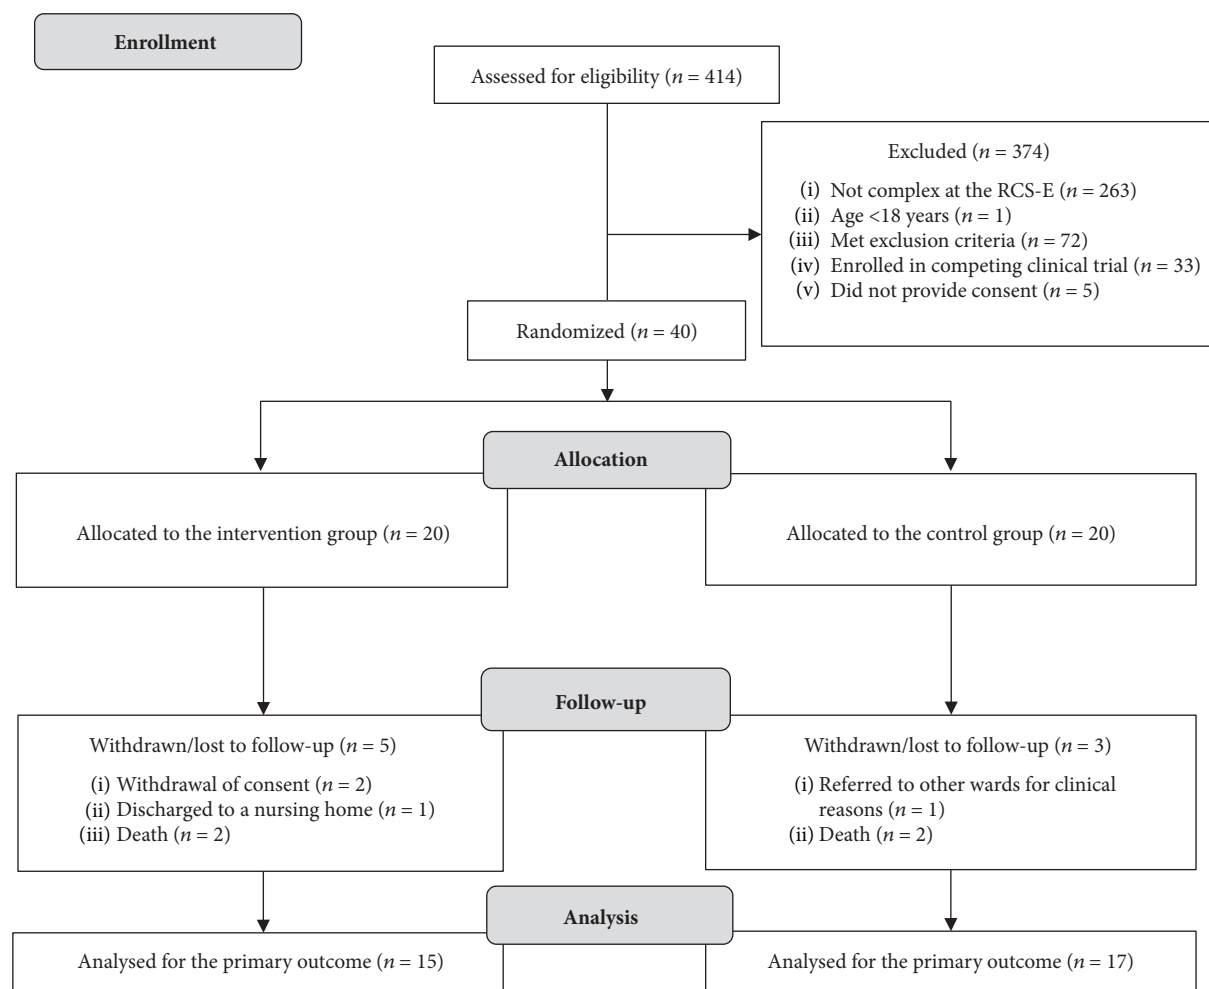 Enrollment
Assessed for eligibility (n = 414)
Excluded (n = 374)
(i) Not complex at the RCS-E (n = 263)
(ii) Age <18 years (n = 1)
(iii) Met exclusion criteria (n = 72)
(iv) Enrolled in competing clinical trial (n = 33)
(v) Did not provide consent (n = 5)
Randomized (n = 40)
Allocation
Allocated to the intervention group (n = 20)
Allocated to the control group (n = 20)
Follow-up
Withdrawn/lost to follow-up (n = 5)
(i) Withdrawal of consent (n = 2)
(ii) Discharged to a nursing home (n = 1)
(iii) Death (n = 2)
Withdrawn/lost to follow-up (n = 3)
(i) Referred to other wards for clinical
reasons (n = 1)
(ii) Death (n = 2)
Analysis
Analysed for the primary outcome (n = 15)
Analysed for the primary outcome (n = 17)